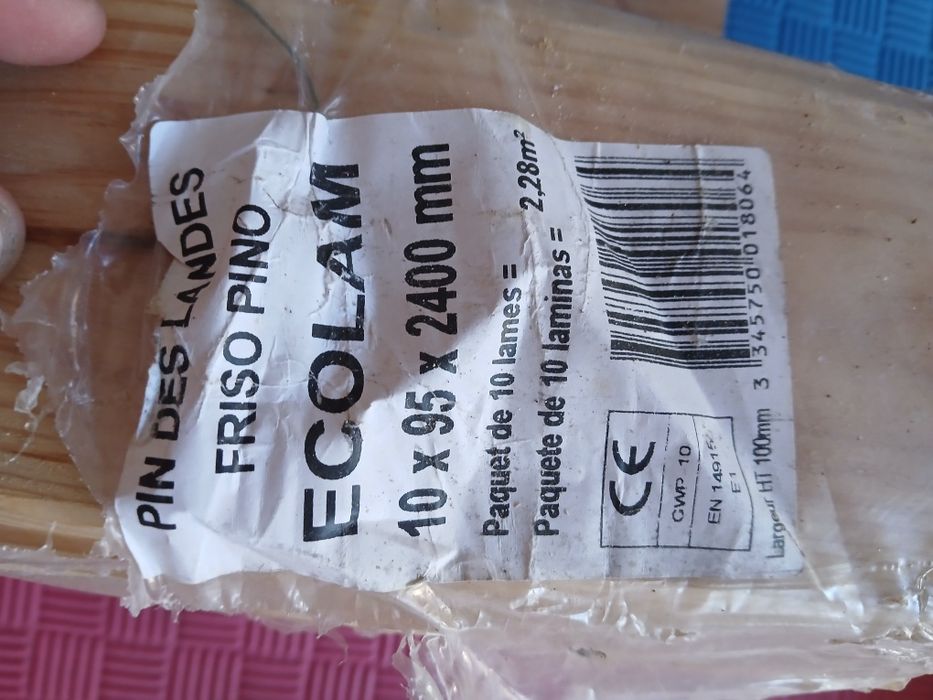 PIN DES LANDES
FRISO PINO
ECOLAM
10 x 95 x 2400 mm
Paquet de 10 lames =
Paquete de 10 laminas = 2,28m²
CE
GWP 10
EN 14915
E1
Largeur HT 100mm
3 345750 018064